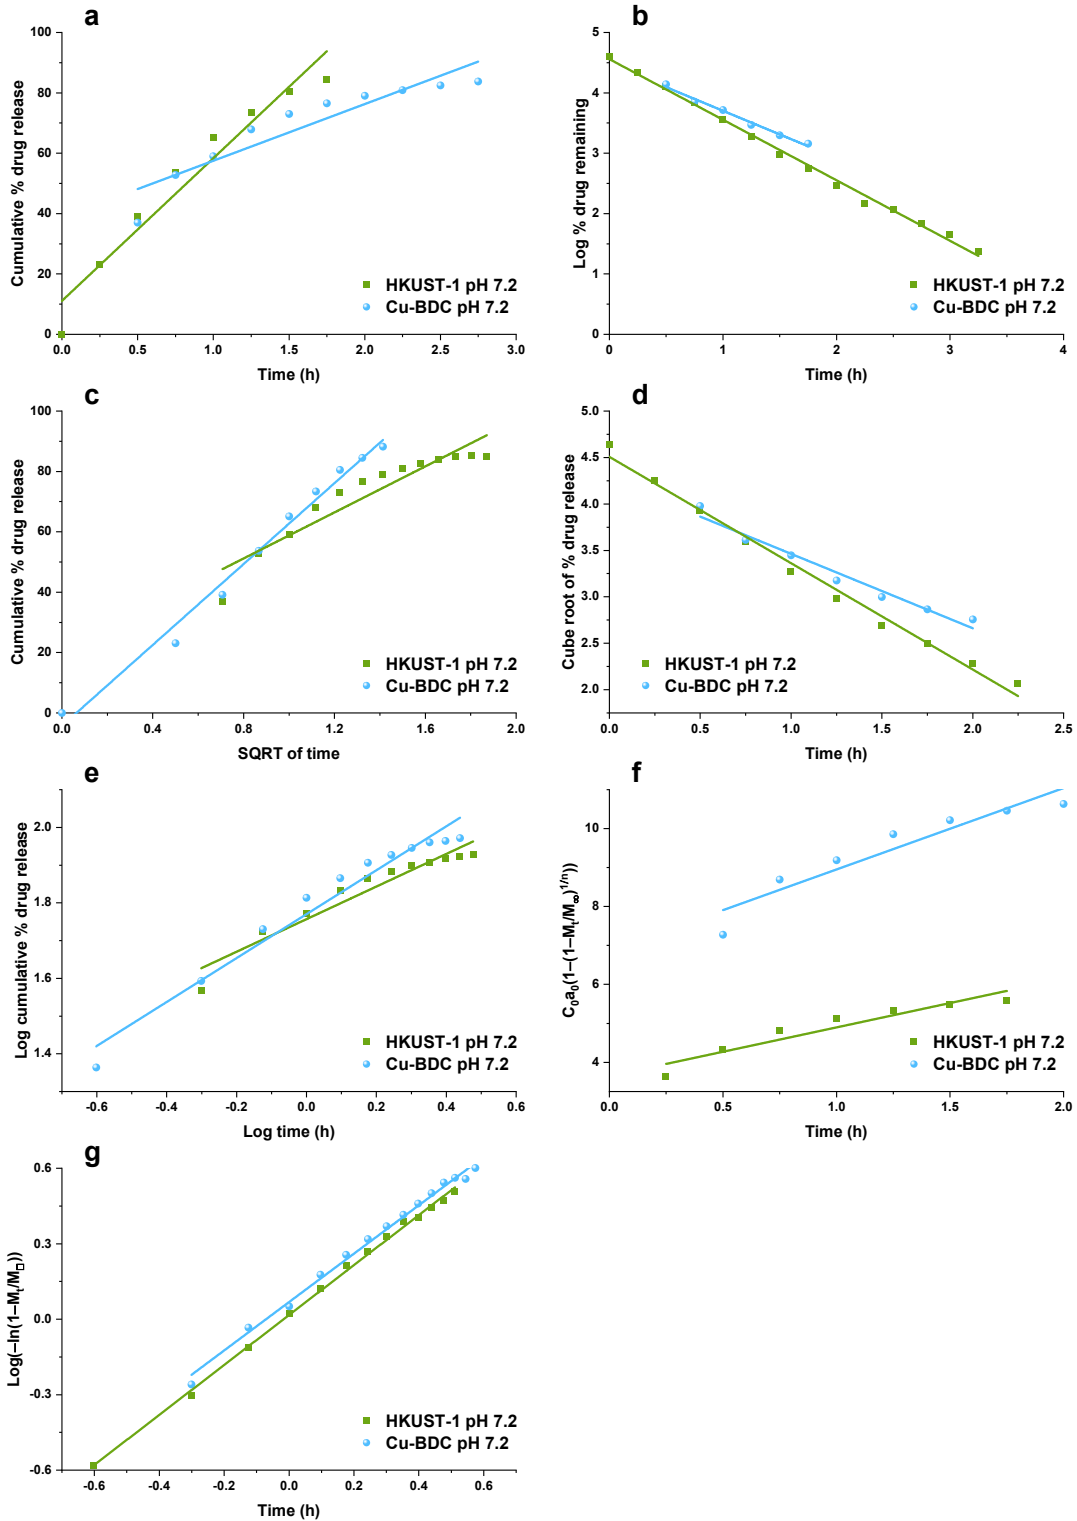 a
100
80
60
40
20
0
0.0 0.5 1.0 1.5 2.0 2.5 3.0
Cumulative % drug release
Time (h)
HKUST-1 pH 7.2
Cu-BDC pH 7.2
b
5
4
3
2
1
0
0 1 2 3 4
Log % drug remaining
Time (h)
HKUST-1 pH 7.2
Cu-BDC pH 7.2
c
100
80
60
40
20
0
0.0 0.4 0.8 1.2 1.6 2.0
Cumulative % drug release
SQRT of time
HKUST-1 pH 7.2
Cu-BDC pH 7.2
d
5.0
4.5
4.0
3.5
3.0
2.5
2.0
0.0 0.5 1.0 1.5 2.0 2.5
Cube root of % drug release
Time (h)
HKUST-1 pH 7.2
Cu-BDC pH 7.2
e
2.0
1.8
1.6
1.4
-0.6 -0.4 -0.2 0.0 0.2 0.4 0.6
Log cumulative % drug release
Log time (h)
HKUST-1 pH 7.2
Cu-BDC pH 7.2
f
10
8
6
4
0.0 0.5 1.0 1.5 2.0
C₀a₀(1−(1−Mₜ/M∞)^1/n))
Time (h)
HKUST-1 pH 7.2
Cu-BDC pH 7.2
g
0.6
0.3
0.0
-0.3
-0.6
-0.6 -0.4 -0.2 0.0 0.2 0.4 0.6
Log(−ln(1−Mₜ/M□))
Time (h)
HKUST-1 pH 7.2
Cu-BDC pH 7.2